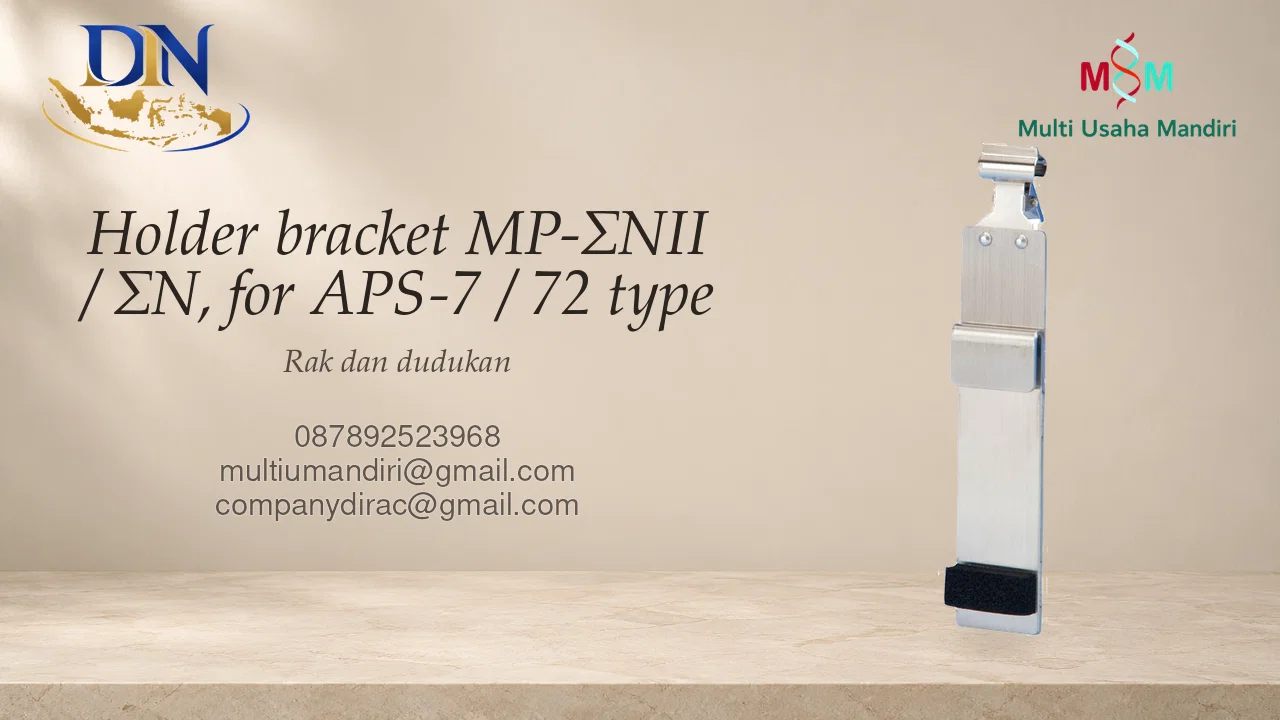 DN
M M
Multi Usaha Mandiri
Holder bracket MP-ΣNII
/ ΣN, for APS-7 / 72 type
Rak dan dudukan
087892523968
multiumandiri@gmail.com
companydirac@gmail.com